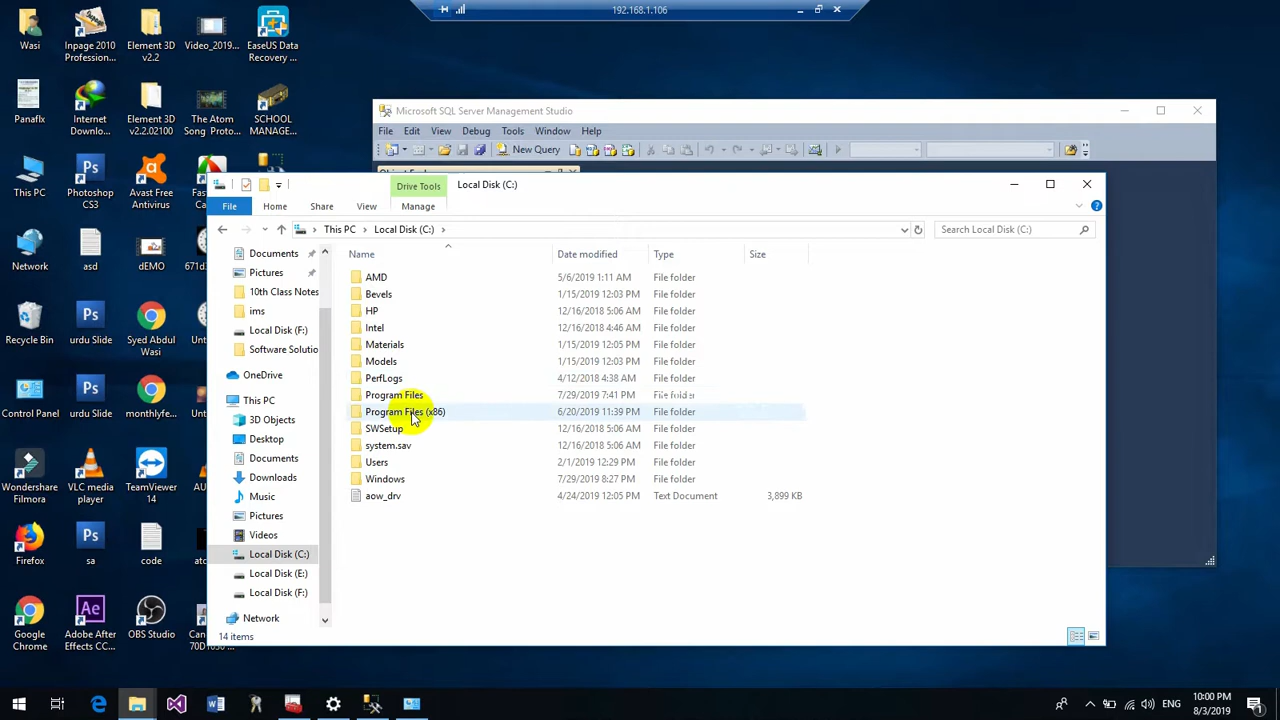 192.168.1.106
Wasi
Inpage 2010
Profession...
Element 3D
v2.2
Video_2019...
EaseUS Data
Recovery ...
Panaflx
Internet
Downlo...
Element 3D
v2.2.02100
The Atom
Song_Proto...
SCHOOL
MANAGE...
This PC
Photoshop
CS3
Avast Free
Antivirus
Network
asd
dEMO
Recycle Bin
urdu Slide
Syed Abdul
Wasi
Control Panel
urdu Slide
monthlyfe...
Wondershare
Filmora
VLC media
player
TeamViewer
14
Firefox
sa
code
Google
Chrome
Adobe After
Effects CC...
OBS Studio
Microsoft SQL Server Management Studio
File Edit View Debug Tools Window Help
New Query
Drive Tools
Local Disk (C:)
File Home Share View Manage
This PC > Local Disk (C:) >
Search Local Disk (C:)
Documents
Pictures
10th Class Notes
ims
Local Disk (F:)
Software Solutio
OneDrive
This PC
3D Objects
Desktop
Documents
Downloads
Music
Pictures
Videos
Local Disk (C:)
Local Disk (E:)
Local Disk (F:)
Network
Name Date modified Type Size
AMD 5/6/2019 1:11 AM File folder
Bevels 1/15/2019 12:03 PM File folder
HP 12/16/2018 5:06 AM File folder
Intel 12/16/2018 4:46 AM File folder
Materials 1/15/2019 12:05 PM File folder
Models 1/15/2019 12:03 PM File folder
PerfLogs 4/12/2018 4:38 AM File folder
Program Files 7/29/2019 7:41 PM File folder
Program Files (x86) 6/20/2019 11:39 PM File folder
SWSetup 12/16/2018 5:06 AM File folder
system.sav 12/16/2018 5:06 AM File folder
Users 2/1/2019 12:29 PM File folder
Windows 7/29/2019 8:27 PM File folder
aow_drv 4/24/2019 12:05 PM Text Document 3,899 KB
14 items
ENG
10:00 PM
8/3/2019